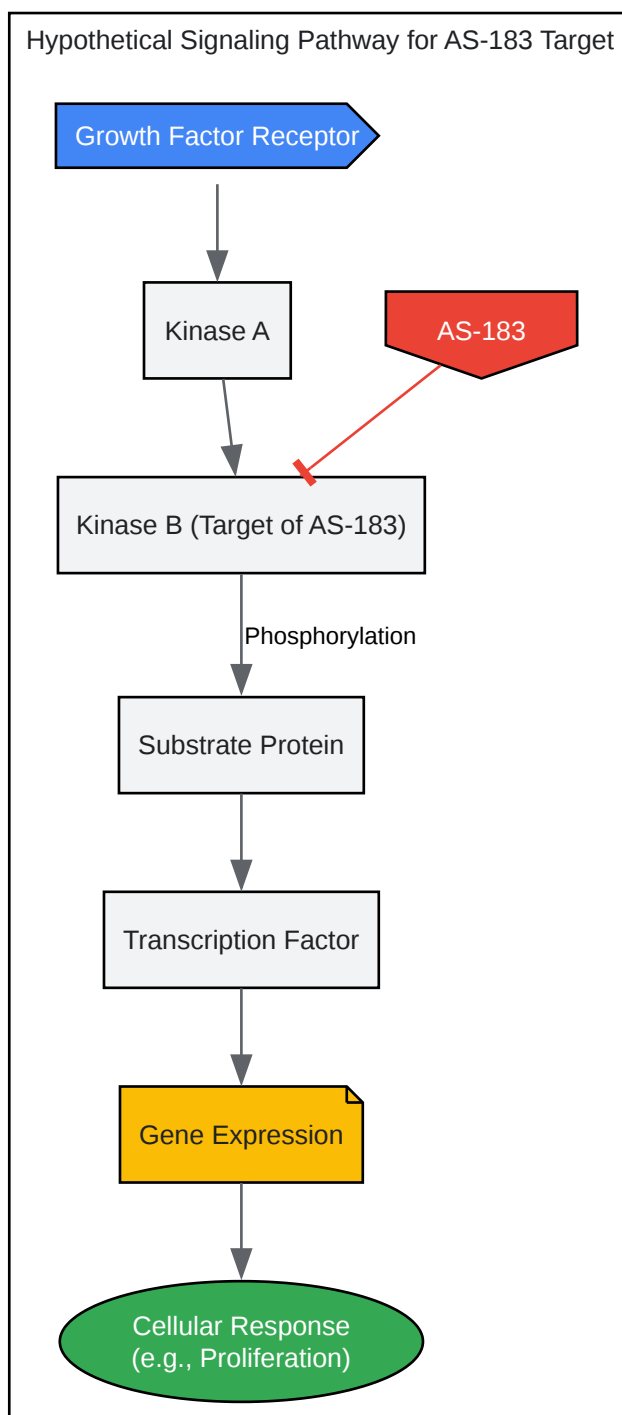 Hypothetical Signaling Pathway for AS-183 Target
Growth Factor Receptor
Kinase A
AS-183
Kinase B (Target of AS-183)
Phosphorylation
Substrate Protein
Transcription Factor
Gene Expression
Cellular Response
(e.g., Proliferation)